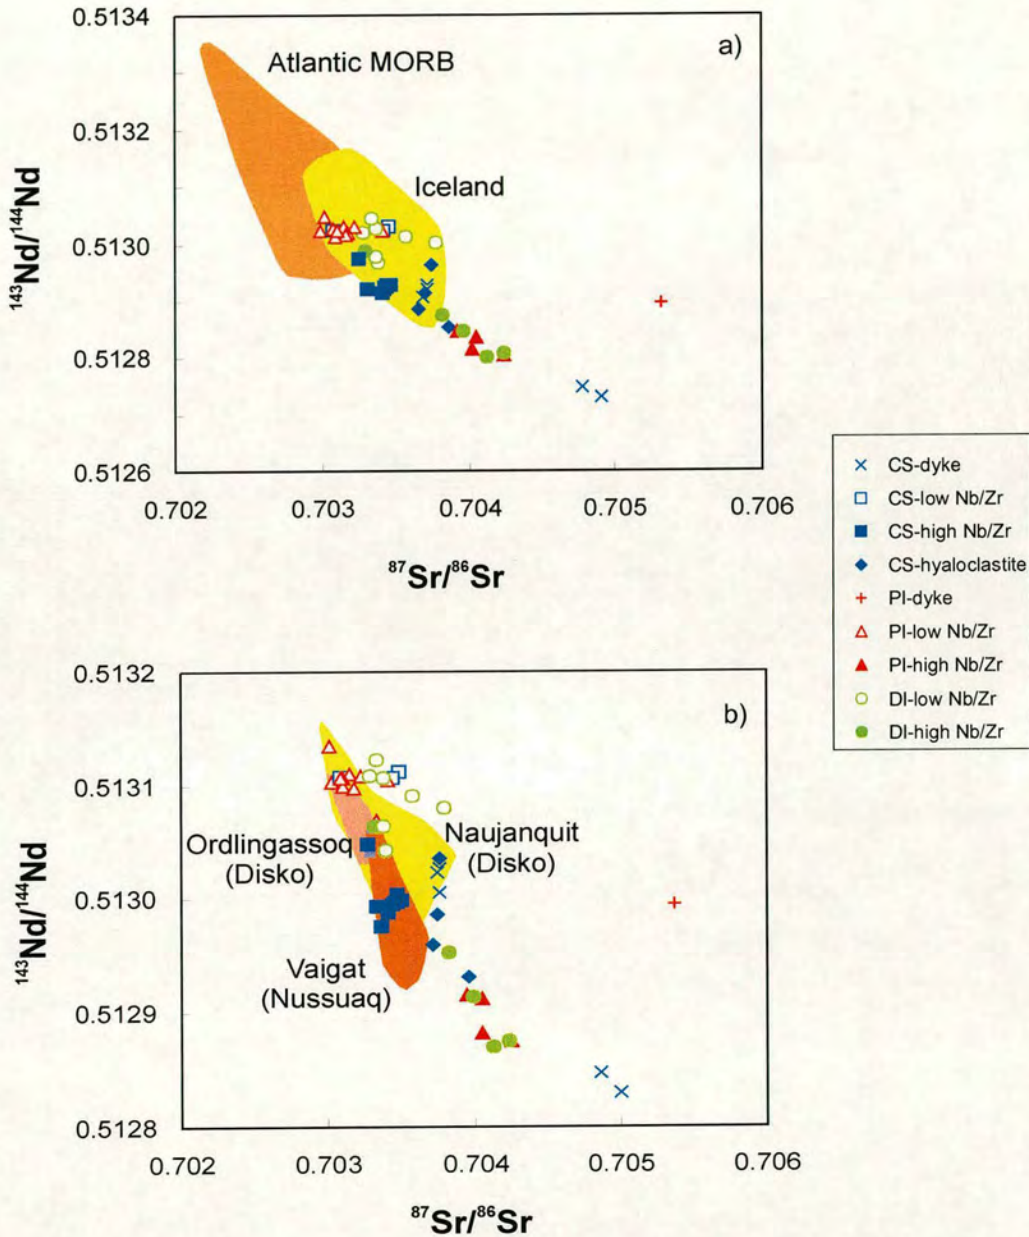 a)
0.5134
Atlantic MORB
0.5132
Iceland
0.5130
0.5128
0.5126
¹⁴³Nd/¹⁴⁴Nd
0.702 0.703 0.704 0.705 0.706
⁸⁷Sr/⁸⁶Sr
CS-dyke
CS-low Nb/Zr
CS-high Nb/Zr
CS-hyaloclastite
PI-dyke
PI-low Nb/Zr
PI-high Nb/Zr
DI-low Nb/Zr
DI-high Nb/Zr
b)
0.5132
0.5131
Ordlingassoq
(Disko)
Naujanquit
(Disko)
0.5130
Vaigat
(Nussuaq)
0.5129
0.5128
¹⁴³Nd/¹⁴⁴Nd
0.702 0.703 0.704 0.705 0.706
⁸⁷Sr/⁸⁶Sr